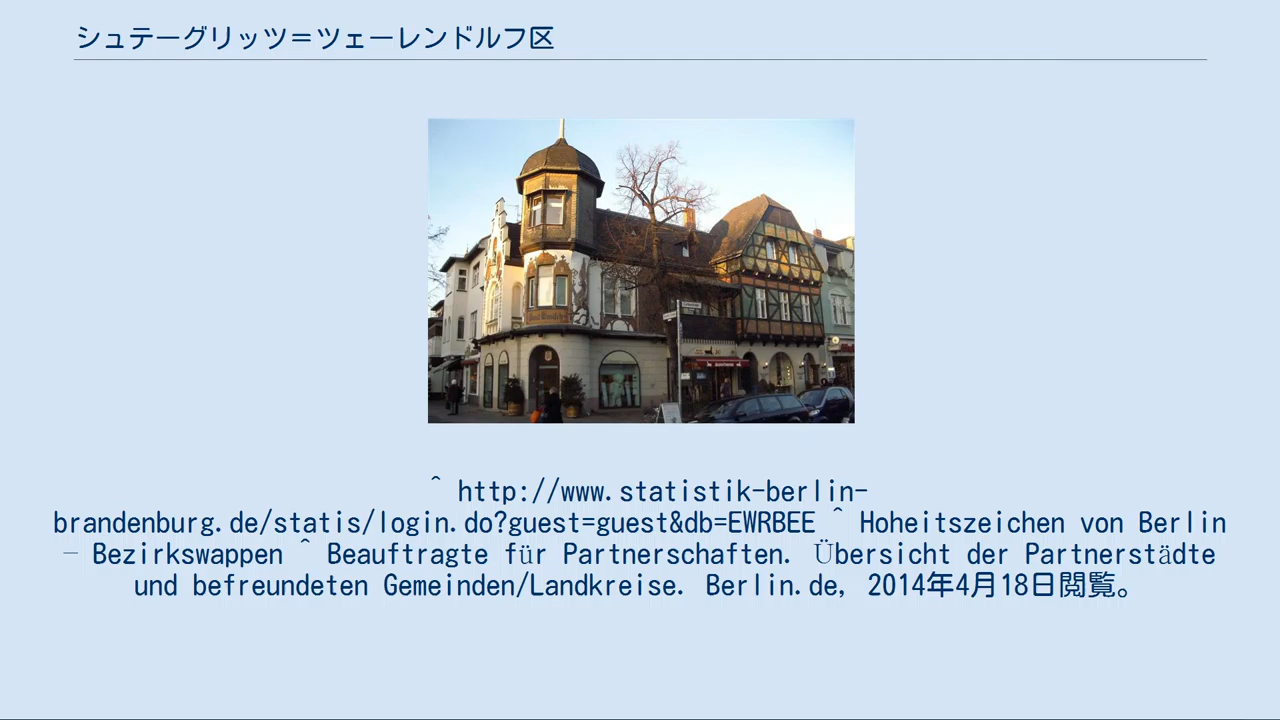 シュテーグリッツ＝ツェーレンドルフ区
^ http://www.statistik-berlin-
brandenburg.de/statis/login.do?guest=guest&db=EWRBEE ^ Hoheitszeichen von Berlin
– Bezirkswappen ^ Beauftragte für Partnerschaften. Übersicht der Partnerstädte
und befreundeten Gemeinden/Landkreise. Berlin.de, 2014年4月18日閲覧。